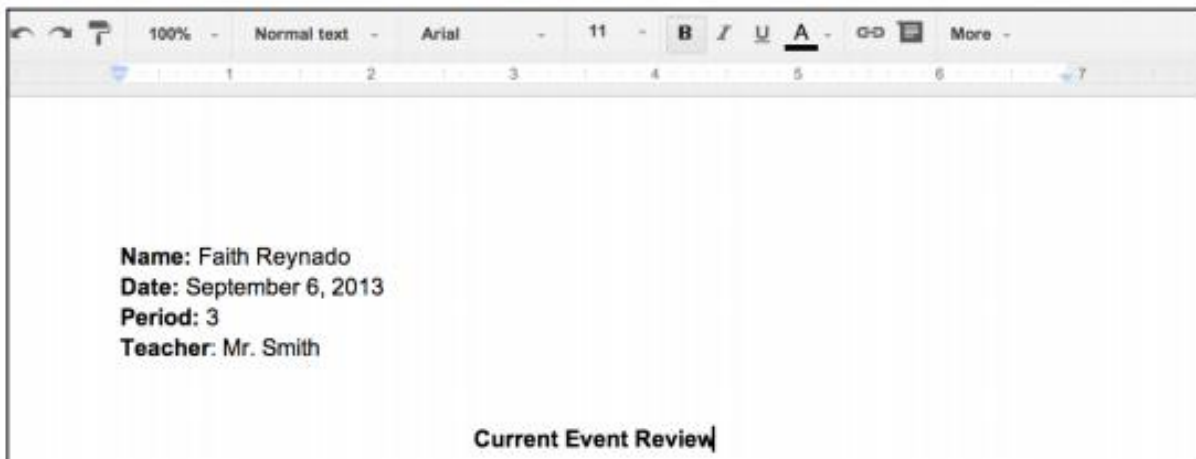 100% Normal text Arial 11 B I U A More
1 2 3 4 5 6 7
Name: Faith Reynado
Date: September 6, 2013
Period: 3
Teacher: Mr. Smith
Current Event Review